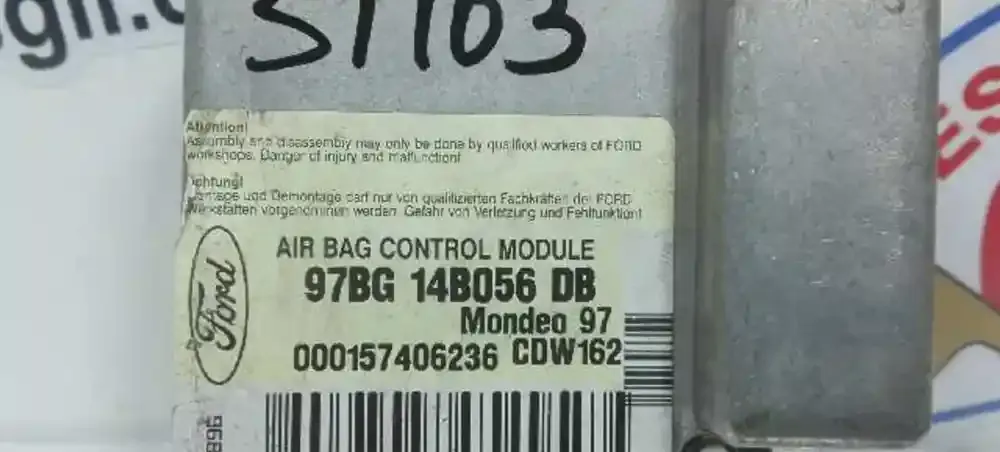 ST103
Attention!
Assembly and disassembly may only be done by qualified workers of FORD
workshops. Danger of injury and malfunction!
Achtung!
Montage und Demontage darf nur von qualifizierten Fachkräften der FORD
Werkstätten vorgenommen werden. Gefahr von Verletzung und Fehlfunktion!
AIR BAG CONTROL MODULE
97BG 14B056 DB
Ford
Mondeo 97
000157406236 CDW162
ES